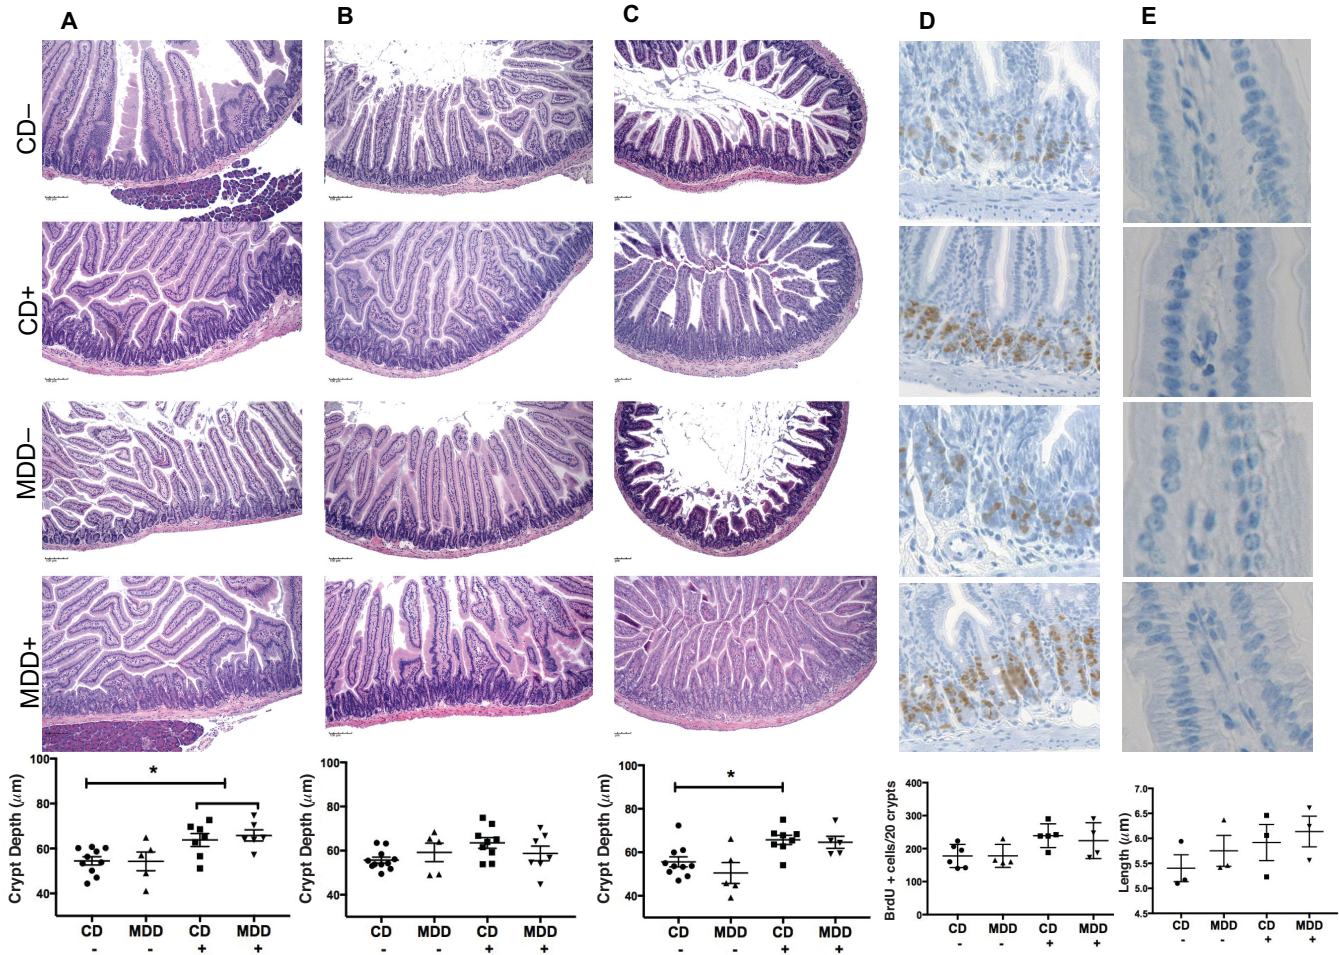 A B C D E
CD–
CD+
MDD–
MDD+
*
100
80
60
40
Crypt Depth (μm)
CD MDD CD MDD
- - + +
100
80
60
40
Crypt Depth (μm)
CD MDD CD MDD
- - + +
*
100
80
60
40
Crypt Depth (μm)
CD MDD CD MDD
- - + +
400
300
200
100
0
BrdU + cells/20 crypts
CD MDD CD MDD
- - + +
7.0
6.5
6.0
5.5
5.0
4.5
Length (μm)
CD MDD CD MDD
- - + +